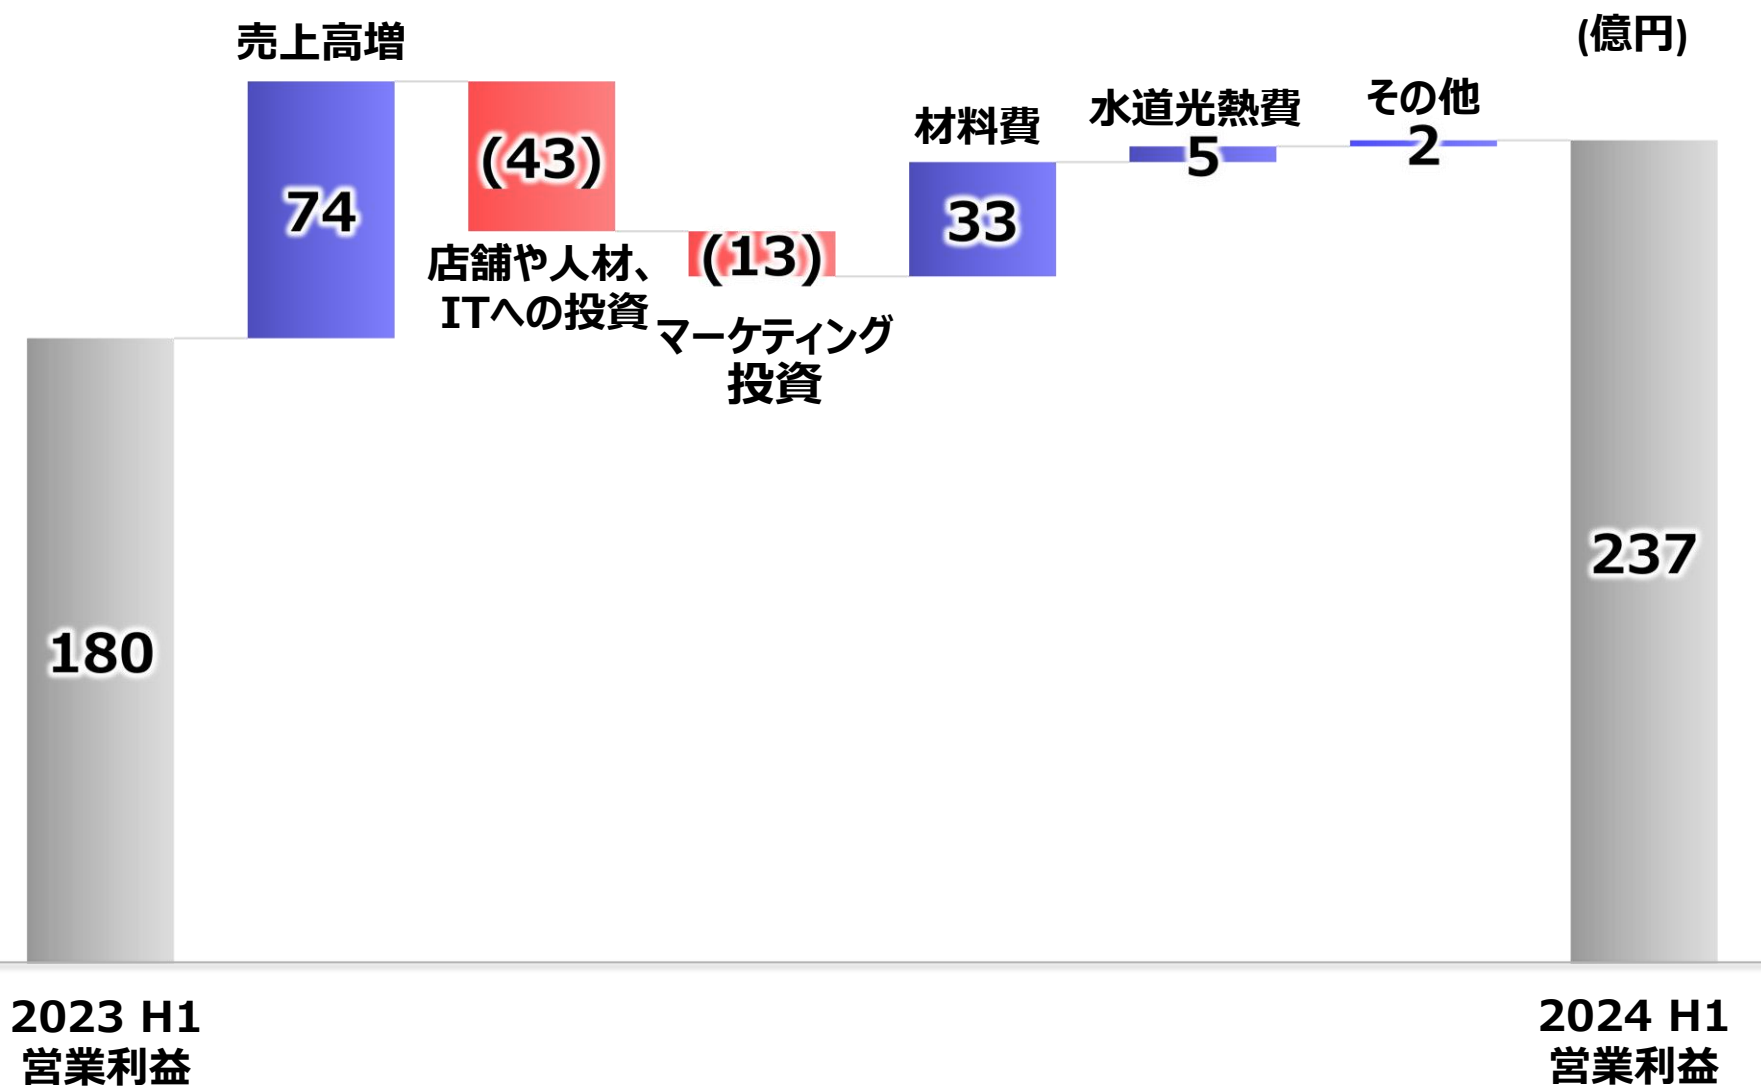 売上高増
(億円)
74
(43)
店舗や人材、
ITへの投資
(13)
マーケティング
投資
材料費
33
水道光熱費
5
その他
2
180
237
2023 H1
営業利益
2024 H1
営業利益